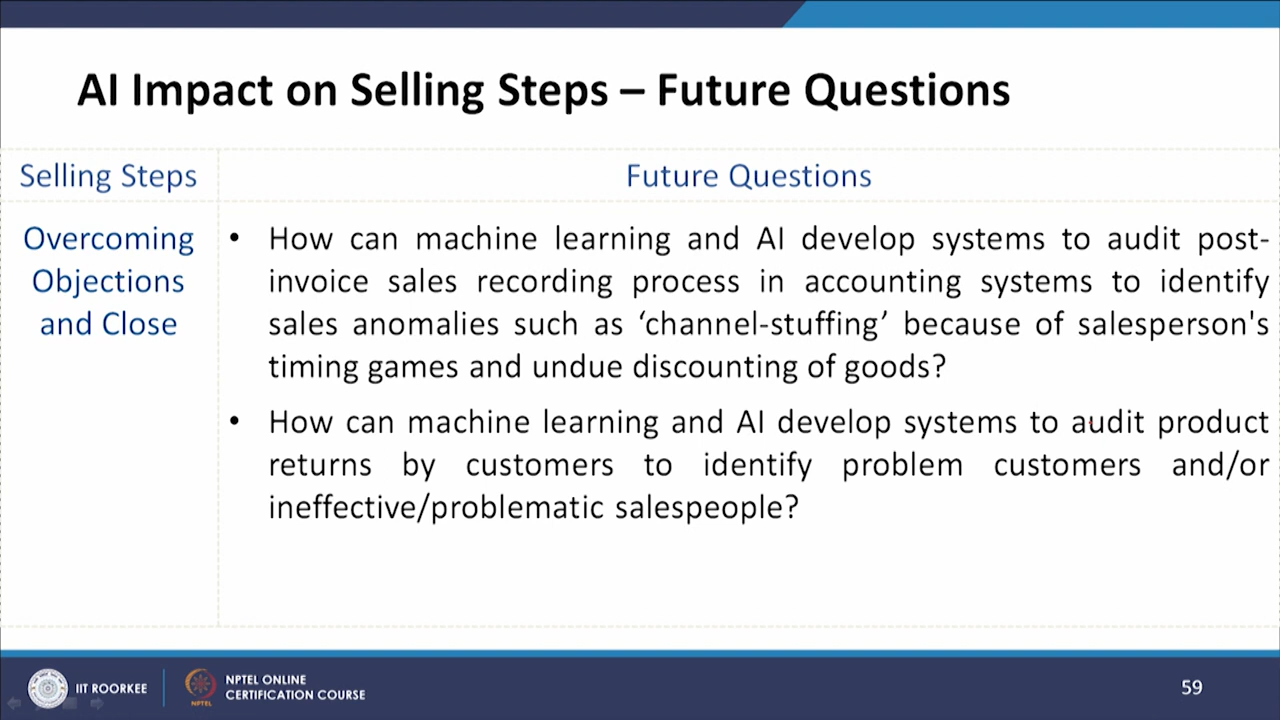 AI Impact on Selling Steps – Future Questions
Selling Steps
Future Questions
Overcoming
Objections
and Close
• How can machine learning and AI develop systems to audit post-
invoice sales recording process in accounting systems to identify
sales anomalies such as ‘channel-stuffing’ because of salesperson's
timing games and undue discounting of goods?
• How can machine learning and AI develop systems to audit product
returns by customers to identify problem customers and/or
ineffective/problematic salespeople?
IIT ROORKEE
NPTEL
NPTEL ONLINE
CERTIFICATION COURSE
59